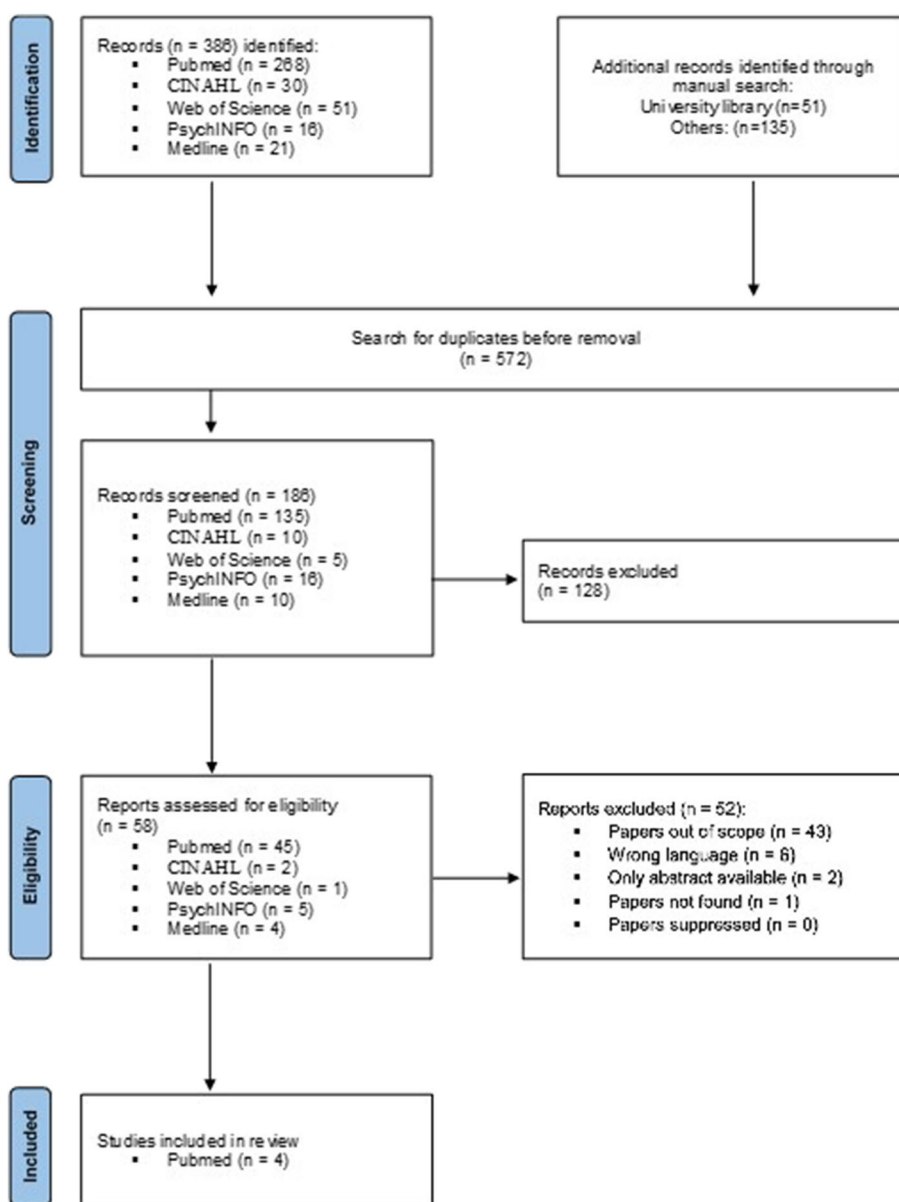 Identification
Records (n = 386) identified:
▪ Pubmed (n = 268)
▪ CINAHL (n = 30)
▪ Web of Science (n = 51)
▪ PsychINFO (n = 16)
▪ Medline (n = 21)
Additional records identified through
manual search:
University library (n=51)
Others: (n=135)
Screening
Search for duplicates before removal
(n = 572)
Records screened (n = 186)
▪ Pubmed (n = 135)
▪ CINAHL (n = 10)
▪ Web of Science (n = 5)
▪ PsychINFO (n = 16)
▪ Medline (n = 10)
Records excluded
(n = 128)
Eligibility
Reports assessed for eligibility
(n = 58)
▪ Pubmed (n = 45)
▪ CINAHL (n = 2)
▪ Web of Science (n = 1)
▪ PsychINFO (n = 5)
▪ Medline (n = 4)
Reports excluded (n = 52):
▪ Papers out of scope (n = 43)
▪ Wrong language (n = 6)
▪ Only abstract available (n = 2)
▪ Papers not found (n = 1)
▪ Papers suppressed (n = 0)
Included
Studies included in review
▪ Pubmed (n = 4)